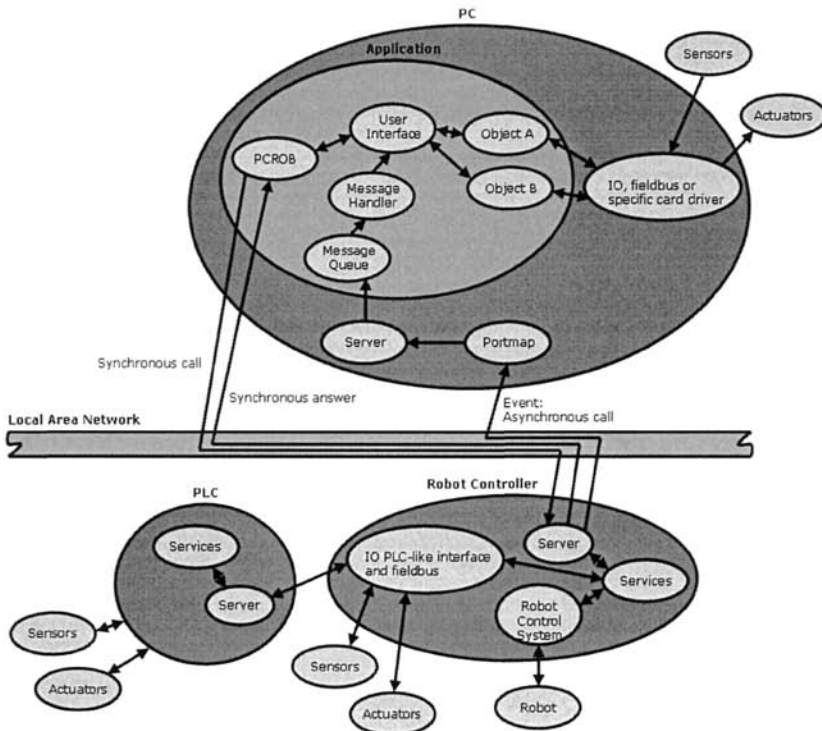 PC
Application
Sensors
Actuators
User
Interface
Object A
PCROB
Object B
IO, fieldbus or
specific card driver
Message
Handler
Message
Queue
Server
Portmap
Synchronous call
Synchronous answer
Event:
Asynchronous call
Local Area Network
PLC
Robot Controller
Services
Server
IO PLC-like interface
and fieldbus
Server
Services
Robot
Control
System
Sensors
Actuators
Sensors
Actuators
Robot